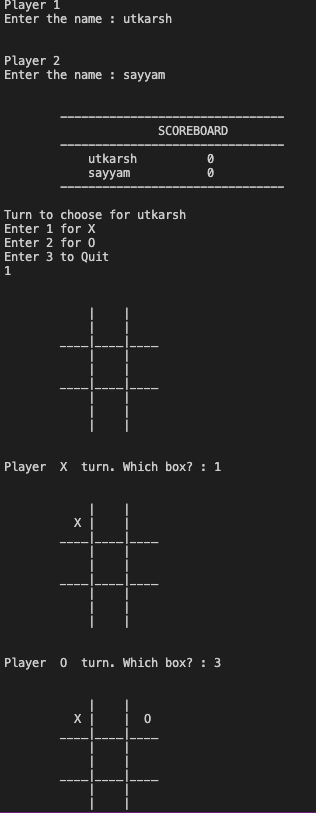 Player 1
Enter the name : utkarsh
Player 2
Enter the name : sayyam
SCOREBOARD
utkarsh 0
sayyam 0
Turn to choose for utkarsh
Enter 1 for X
Enter 2 for O
Enter 3 to Quit
1
Player X turn. Which box? : 1
X
Player O turn. Which box? : 3
X O